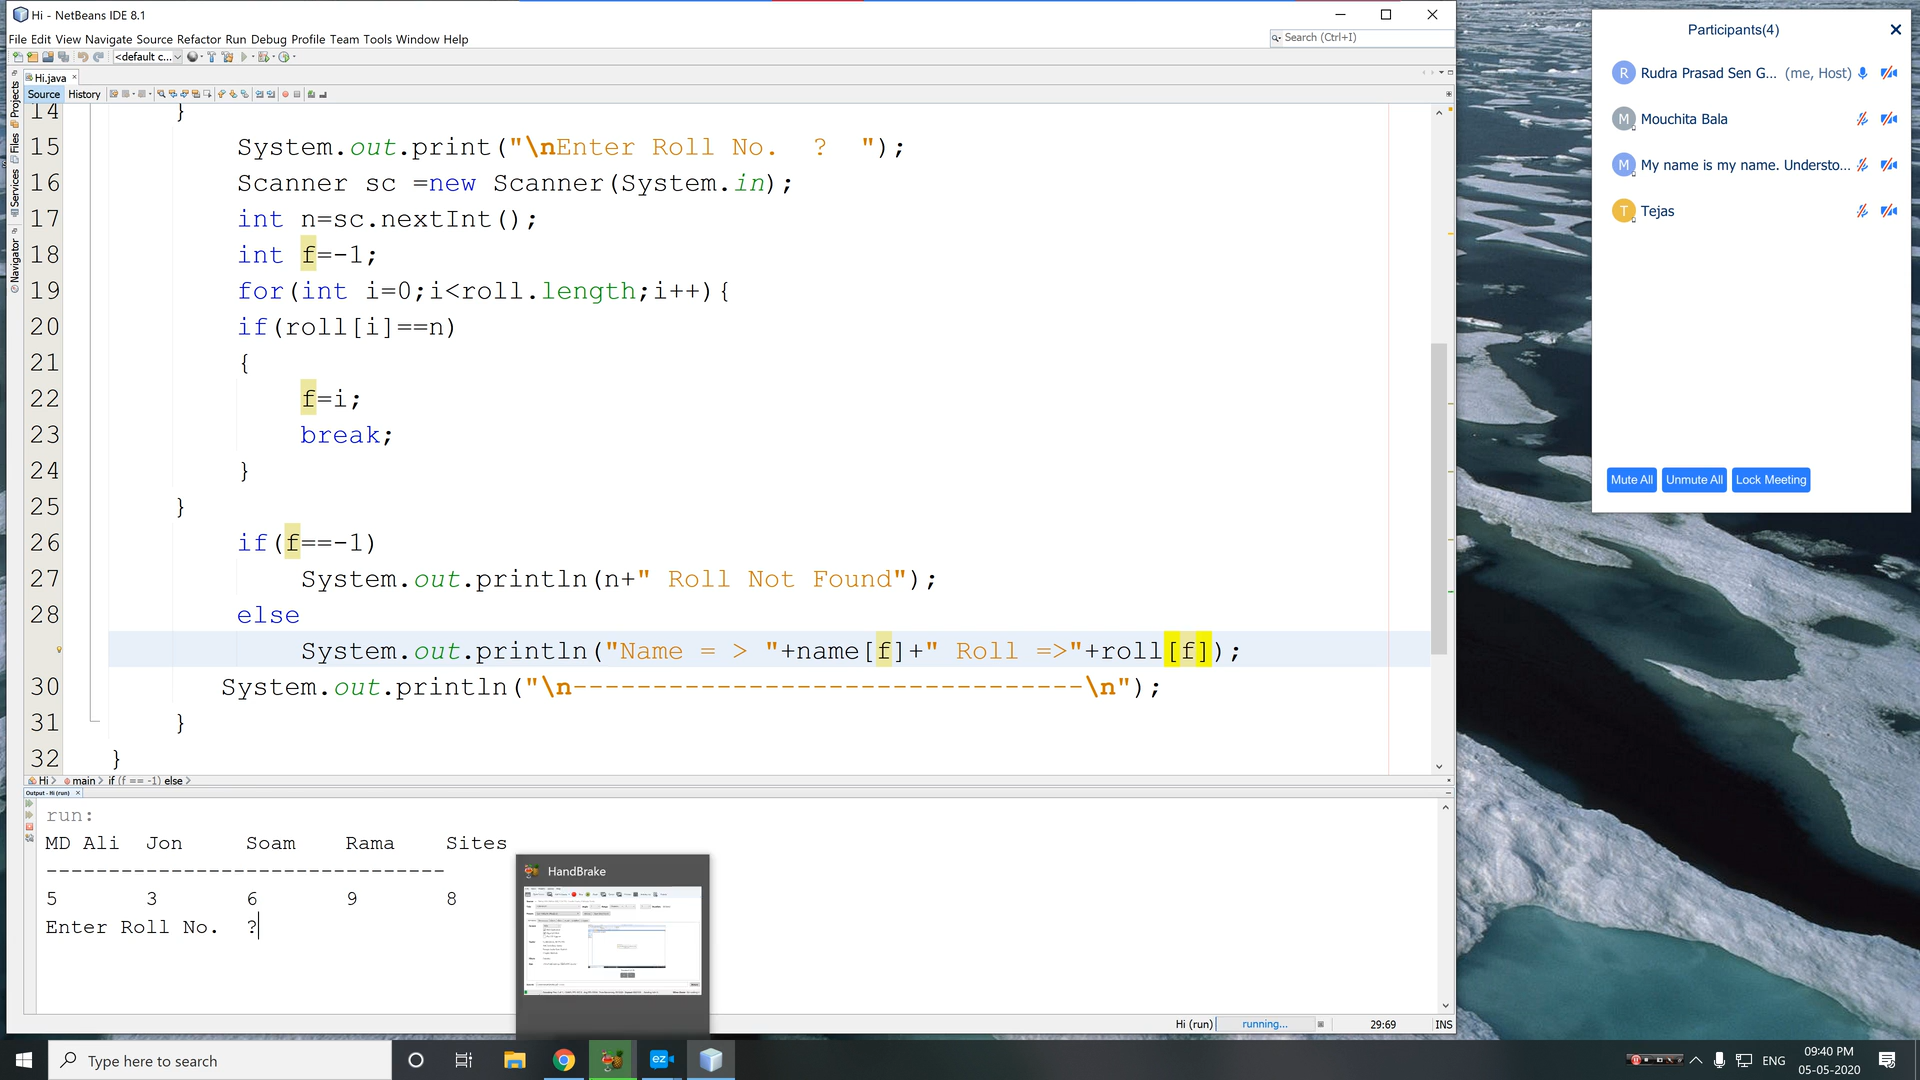 Hi - NetBeans IDE 8.1
File Edit View Navigate Source Refactor Run Debug Profile Team Tools Window Help
Search (Ctrl+I)
<default c...
Hi.java
Source History
Projects
Files
Services
Navigator
14 }
15 System.out.print("\nEnter Roll No.  ?  ");
16 Scanner sc =new Scanner(System.in);
17 int n=sc.nextInt();
18 int f=-1;
19 for(int i=0;i<roll.length;i++){
20 if(roll[i]==n)
21 {
22 f=i;
23 break;
24 }
25 }
26 if(f==-1)
27 System.out.println(n+" Roll Not Found");
28 else
System.out.println("Name = > "+name[f]+" Roll =>"+roll[f]);
30 System.out.println("\n--------------------------------\n");
31 }
32 }
Hi main if (f == -1) else
Output - Hi (run)
run:
MD Ali Jon Soam Rama Sites
--------------------------------
5 3 6 9 8
Enter Roll No.  ?
HandBrake
Hi (run) running... 29:69 INS
Participants(4)
R Rudra Prasad Sen G... (me, Host)
M Mouchita Bala
M My name is my name. Understo...
T Tejas
Mute All Unmute All Lock Meeting
Type here to search
ez
ENG
09:40 PM
05-05-2020